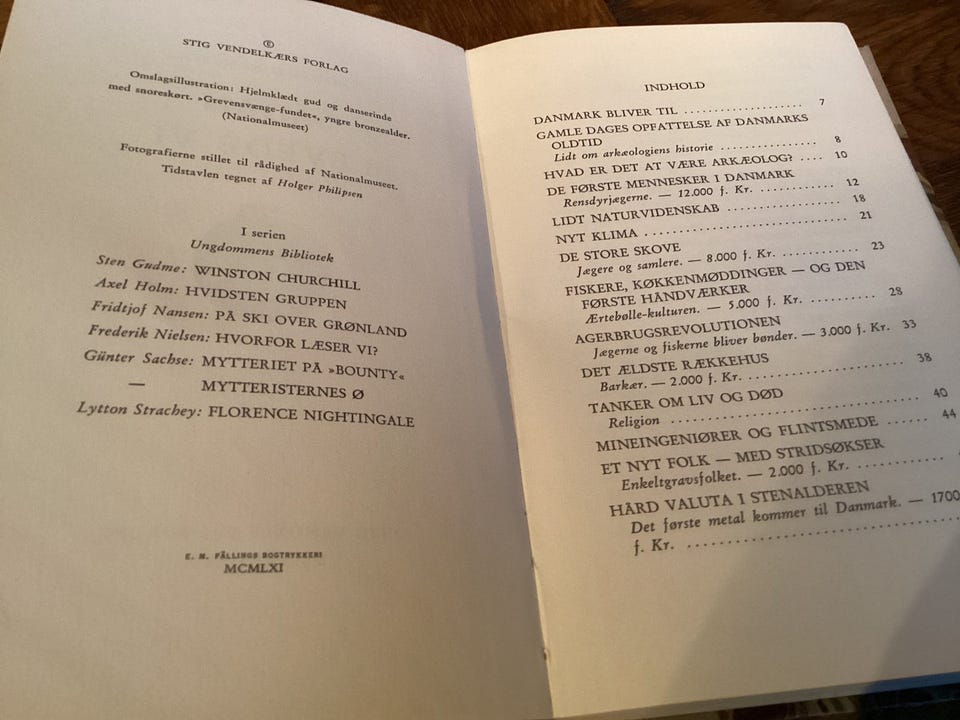 ©
STIG VENDELKÆRS FORLAG
Omslagsillustration: Hjelmklædt gud og danserinde
med snoreskørt. »Grevensvænge-fundet«, yngre bronzealder.
(Nationalmuseet)
Fotografierne stillet til rådighed af Nationalmuseet.
Tidstavlen tegnet af Holger Philipsen
I serien
Ungdommens Bibliotek
Sten Gudme: WINSTON CHURCHILL
Axel Holm: HVIDSTEN GRUPPEN
Fridtjof Nansen: PÅ SKI OVER GRØNLAND
Frederik Nielsen: HVORFOR LÆSER VI?
Günter Sachse: MYTTERIET PÅ »BOUNTY«
— MYTTERISTERNES Ø
Lytton Strachey: FLORENCE NIGHTINGALE
E. M. FÄLLINGS BOGTRYKKERI
MCMLXI
INDHOLD
DANMARK BLIVER TIL .................... 7
GAMLE DAGES OPFATTELSE AF DANMARKS
OLDTID
Lidt om arkæologiens historie ................ 8
HVAD ER DET AT VÆRE ARKÆOLOG? .... 10
DE FØRSTE MENNESKER I DANMARK
Rensdyrjægerne. — 12.000 f. Kr. ............ 12
LIDT NATURVIDENSKAB .................. 18
NYT KLIMA .............................. 21
DE STORE SKOVE
Jægere og samlere. — 8.000 f. Kr. ............ 23
FISKERE, KØKKENMØDDINGER — OG DEN
FØRSTE HÅNDVÆRKER
Ærtebølle-kulturen. — 5.000 f. Kr. .......... 28
AGERBRUGSREVOLUTIONEN
Jægerne og fiskerne bliver bønder. — 3.000 f. Kr. 33
DET ÆLDSTE RÆKKEHUS
Barkær. — 2.000 f. Kr. .................... 38
TANKER OM LIV OG DØD
Religion ................................ 40
MINEINGENIØRER OG FLINTSMEDE ...... 44
ET NYT FOLK — MED STRIDSØKSER
Enkeltgravsfolket. — 2.000 f. Kr. ............
HÅRD VALUTA I STENALDEREN
Det første metal kommer til Danmark. — 1700
f. Kr. ..................................